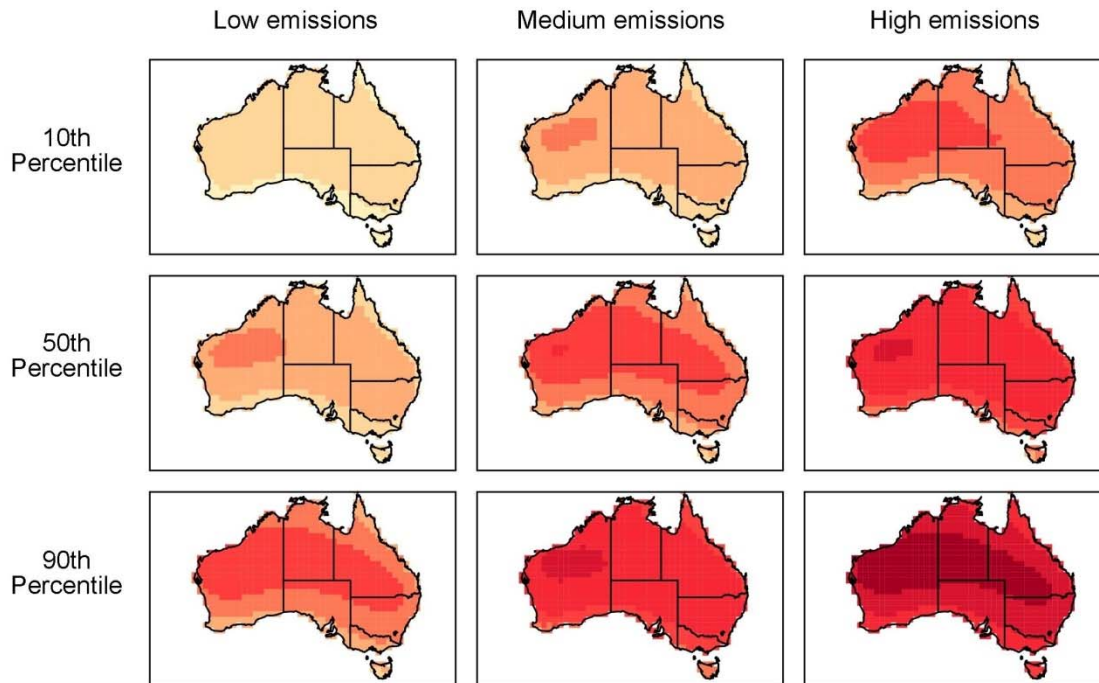 Low emissions
Medium emissions
High emissions
10th
Percentile
50th
Percentile
90th
Percentile